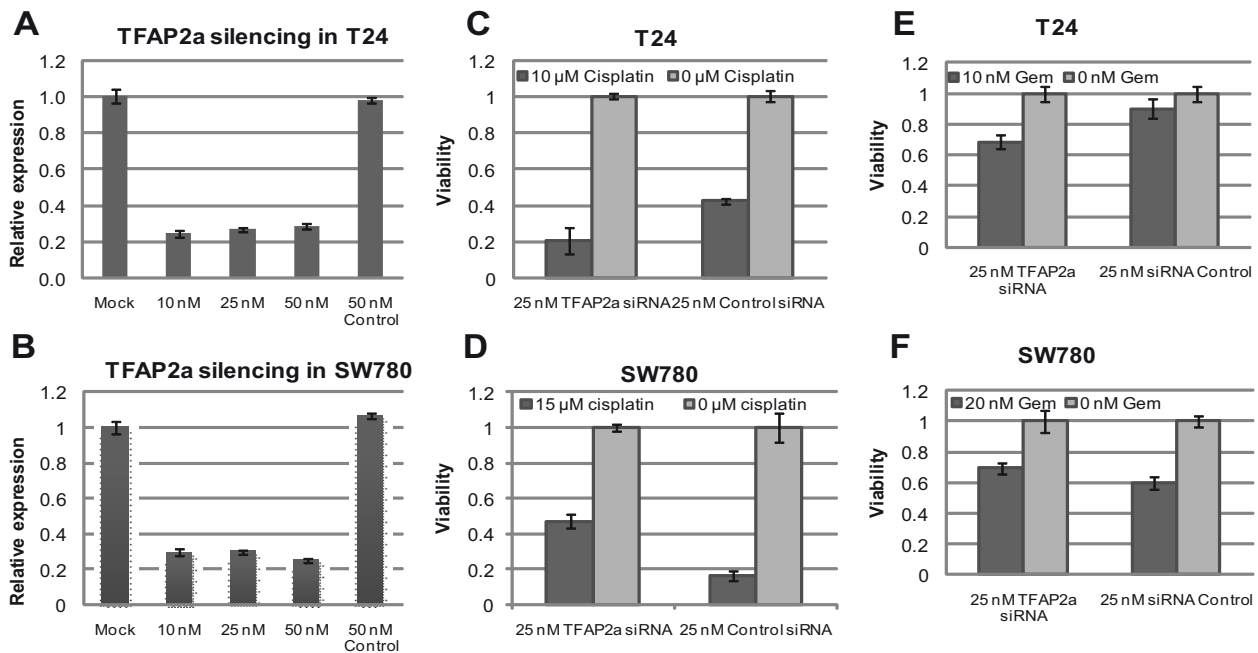 A
TFAP2a silencing in T24
Relative expression
1.2
1.0
0.8
0.6
0.4
0.2
0.0
Mock
10 nM
25 nM
50 nM
50 nM
Control
B
TFAP2a silencing in SW780
Relative expression
1.2
1
0.8
0.6
0.4
0.2
0
Mock
10 nM
25 nM
50 nM
50 nM
Control
C
T24
Viability
1.2
1
0.8
0.6
0.4
0.2
0
10 µM Cisplatin
0 µM Cisplatin
25 nM TFAP2a siRNA
25 nM Control siRNA
D
SW780
Viability
1.2
1
0.8
0.6
0.4
0.2
0
15 µM cisplatin
0 µM cisplatin
25 nM TFAP2a siRNA
25 nM Control siRNA
E
T24
Viability
1.2
1
0.8
0.6
0.4
0.2
0
10 nM Gem
0 nM Gem
25 nM TFAP2a
siRNA
25 nM siRNA Control
F
SW780
Viability
1.2
1
0.8
0.6
0.4
0.2
0
20 nM Gem
0 nM Gem
25 nM TFAP2a
siRNA
25 nM siRNA Control